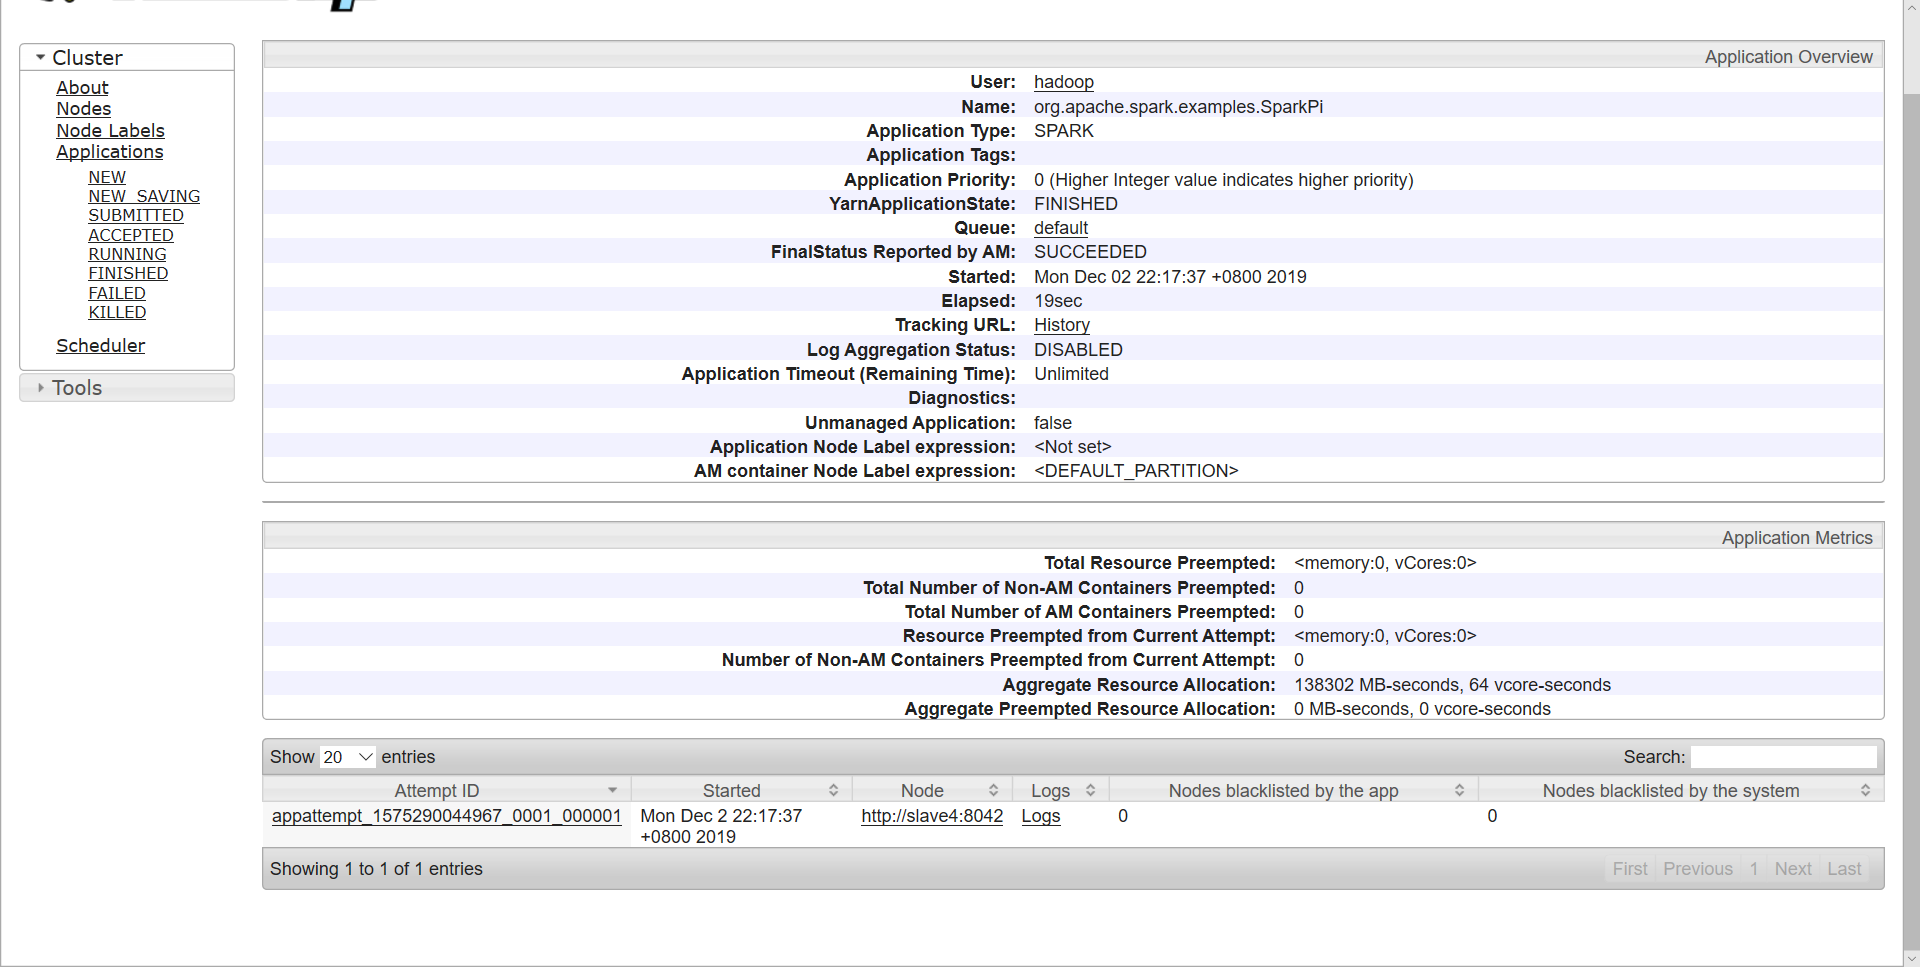 Cluster
About
Nodes
Node Labels
Applications
NEW
NEW_SAVING
SUBMITTED
ACCEPTED
RUNNING
FINISHED
FAILED
KILLED
Scheduler
Tools
Application Overview
User: hadoop
Name: org.apache.spark.examples.SparkPi
Application Type: SPARK
Application Tags:
Application Priority: 0 (Higher Integer value indicates higher priority)
YarnApplicationState: FINISHED
Queue: default
FinalStatus Reported by AM: SUCCEEDED
Started: Mon Dec 02 22:17:37 +0800 2019
Elapsed: 19sec
Tracking URL: History
Log Aggregation Status: DISABLED
Application Timeout (Remaining Time): Unlimited
Diagnostics:
Unmanaged Application: false
Application Node Label expression: <Not set>
AM container Node Label expression: <DEFAULT_PARTITION>
Application Metrics
Total Resource Preempted: <memory:0, vCores:0>
Total Number of Non-AM Containers Preempted: 0
Total Number of AM Containers Preempted: 0
Resource Preempted from Current Attempt: <memory:0, vCores:0>
Number of Non-AM Containers Preempted from Current Attempt: 0
Aggregate Resource Allocation: 138302 MB-seconds, 64 vcore-seconds
Aggregate Preempted Resource Allocation: 0 MB-seconds, 0 vcore-seconds
Show 20 entries Search:
Attempt ID Started Node Logs Nodes blacklisted by the app Nodes blacklisted by the system
appattempt_1575290044967_0001_000001 Mon Dec 2 22:17:37 http://slave4:8042 Logs 0 0
+0800 2019
Showing 1 to 1 of 1 entries First Previous 1 Next Last